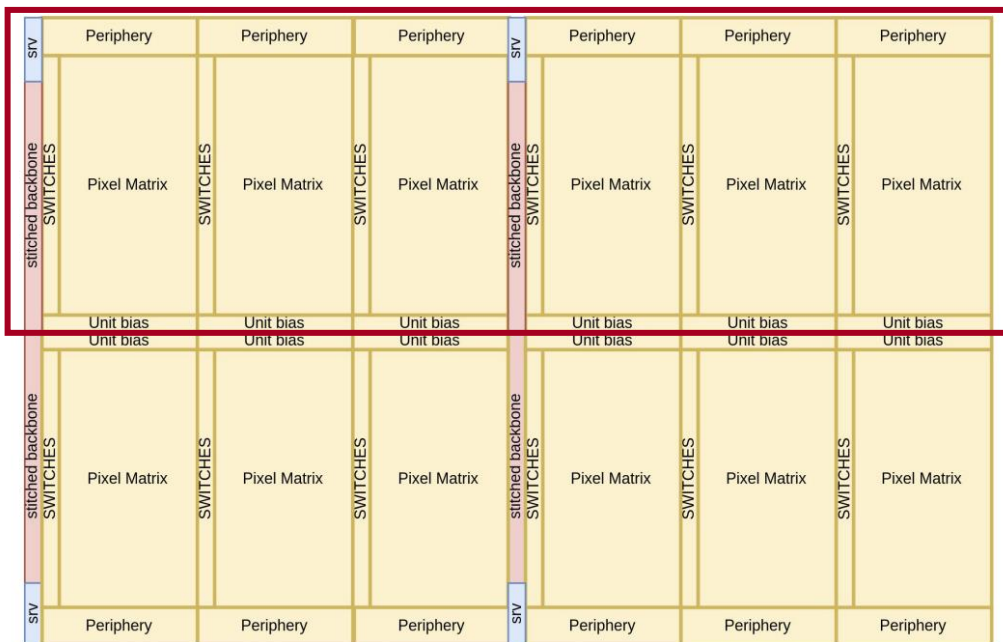 srv Periphery Periphery Periphery srv Periphery Periphery Periphery
stitched backbone SWITCHES Pixel Matrix SWITCHES Pixel Matrix SWITCHES Pixel Matrix stitched backbone SWITCHES Pixel Matrix SWITCHES Pixel Matrix SWITCHES Pixel Matrix
Unit bias Unit bias Unit bias Unit bias Unit bias Unit bias
Unit bias Unit bias Unit bias Unit bias Unit bias Unit bias
stitched backbone SWITCHES Pixel Matrix SWITCHES Pixel Matrix SWITCHES Pixel Matrix stitched backbone SWITCHES Pixel Matrix SWITCHES Pixel Matrix SWITCHES Pixel Matrix
srv Periphery Periphery Periphery srv Periphery Periphery Periphery